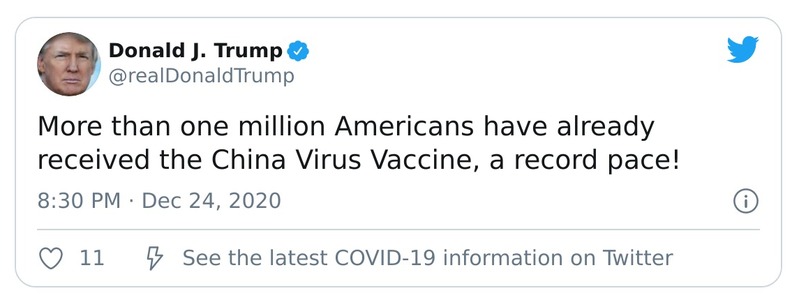 Donald J. Trump
@realDonaldTrump
More than one million Americans have already
received the China Virus Vaccine, a record pace!
8:30 PM · Dec 24, 2020
11 See the latest COVID-19 information on Twitter